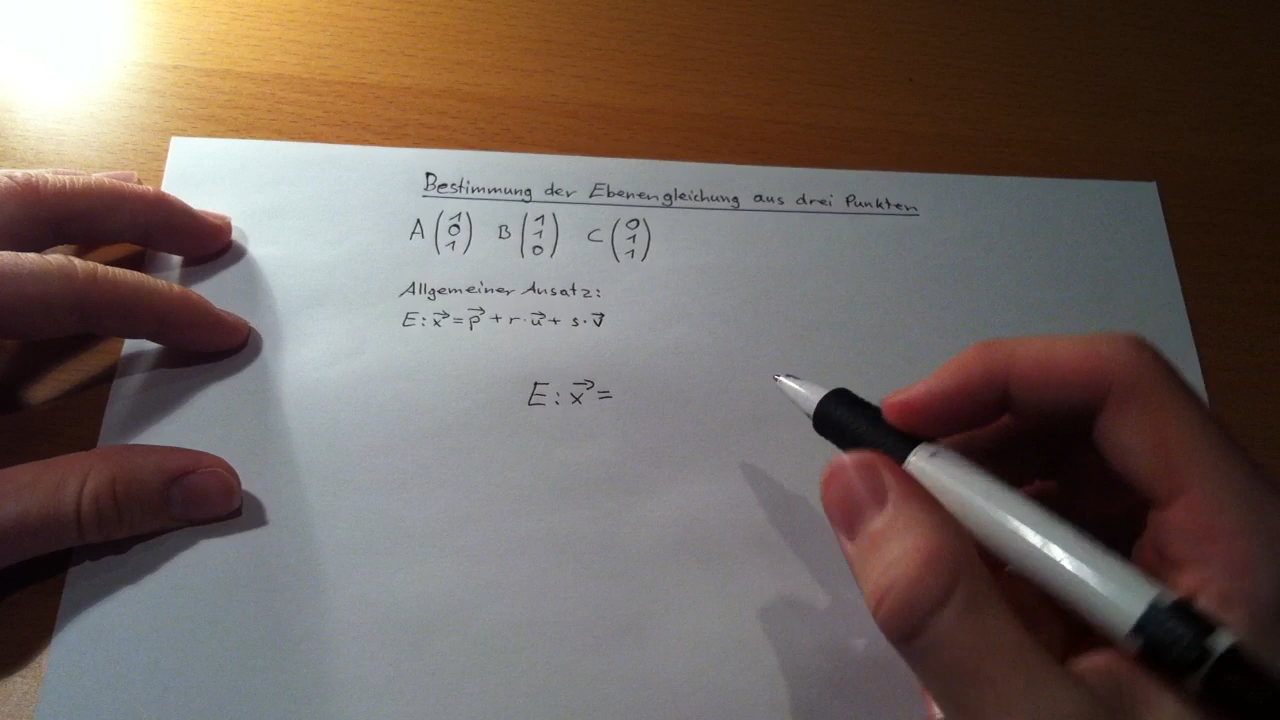 Bestimmung der Ebenengleichung aus drei Punkten
A (1 0 1) B (1 1 0) C (0 1 1)
Allgemeiner Ansatz:
E: x⃗ = p⃗ + r · u⃗ + s · v⃗
E: x⃗ =